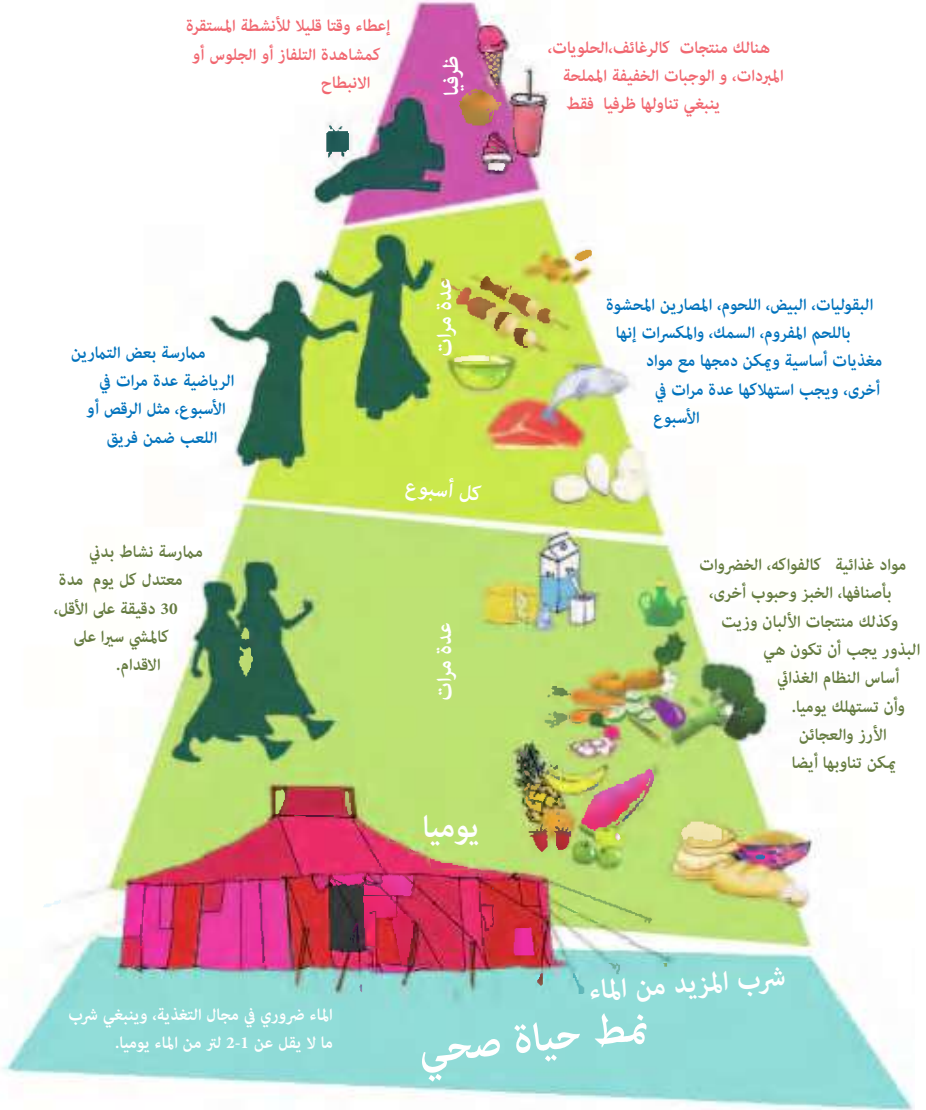 إعطاء وقتا قليلا للأنشطة المستقرة
كمشاهدة التلفاز أو الجلوس أو
الانبطاح
ظرفيا
هنالك منتجات كالرغائف،الحلويات،
المبردات، و الوجبات الخفيفة المملحة
ينبغي تناولها ظرفيا فقط
عدة مرات
كل أسبوع
البقوليات، البيض، اللحوم، المصارين المحشوة
باللحم المفروم، السمك، والمكسرات إنها
مغذيات أساسية ويمكن دمجها مع مواد
أخرى، ويجب استهلاكها عدة مرات في
الأسبوع
ممارسة بعض التمارين
الرياضية عدة مرات في
الأسبوع، مثل الرقص أو
اللعب ضمن فريق
مواد غذائية كالفواكه، الخضروات
بأصنافها، الخبز وحبوب أخرى،
وكذلك منتجات الألبان وزيت
البذور يجب أن تكون هي
أساس النظام الغذائي
وأن تستهلك يوميا.
الأرز والعجائن
يمكن تناوبها أيضا
ممارسة نشاط بدني
معتدل كل يوم مدة
30 دقيقة على الأقل،
كالمشي سيرا على
الاقدام.
عدة مرات
يوميا
شرب المزيد من الماء
نمط حياة صحي
الماء ضروري في مجال التغذية، وينبغي شرب
ما لا يقل عن 1-2 لتر من الماء يوميا.